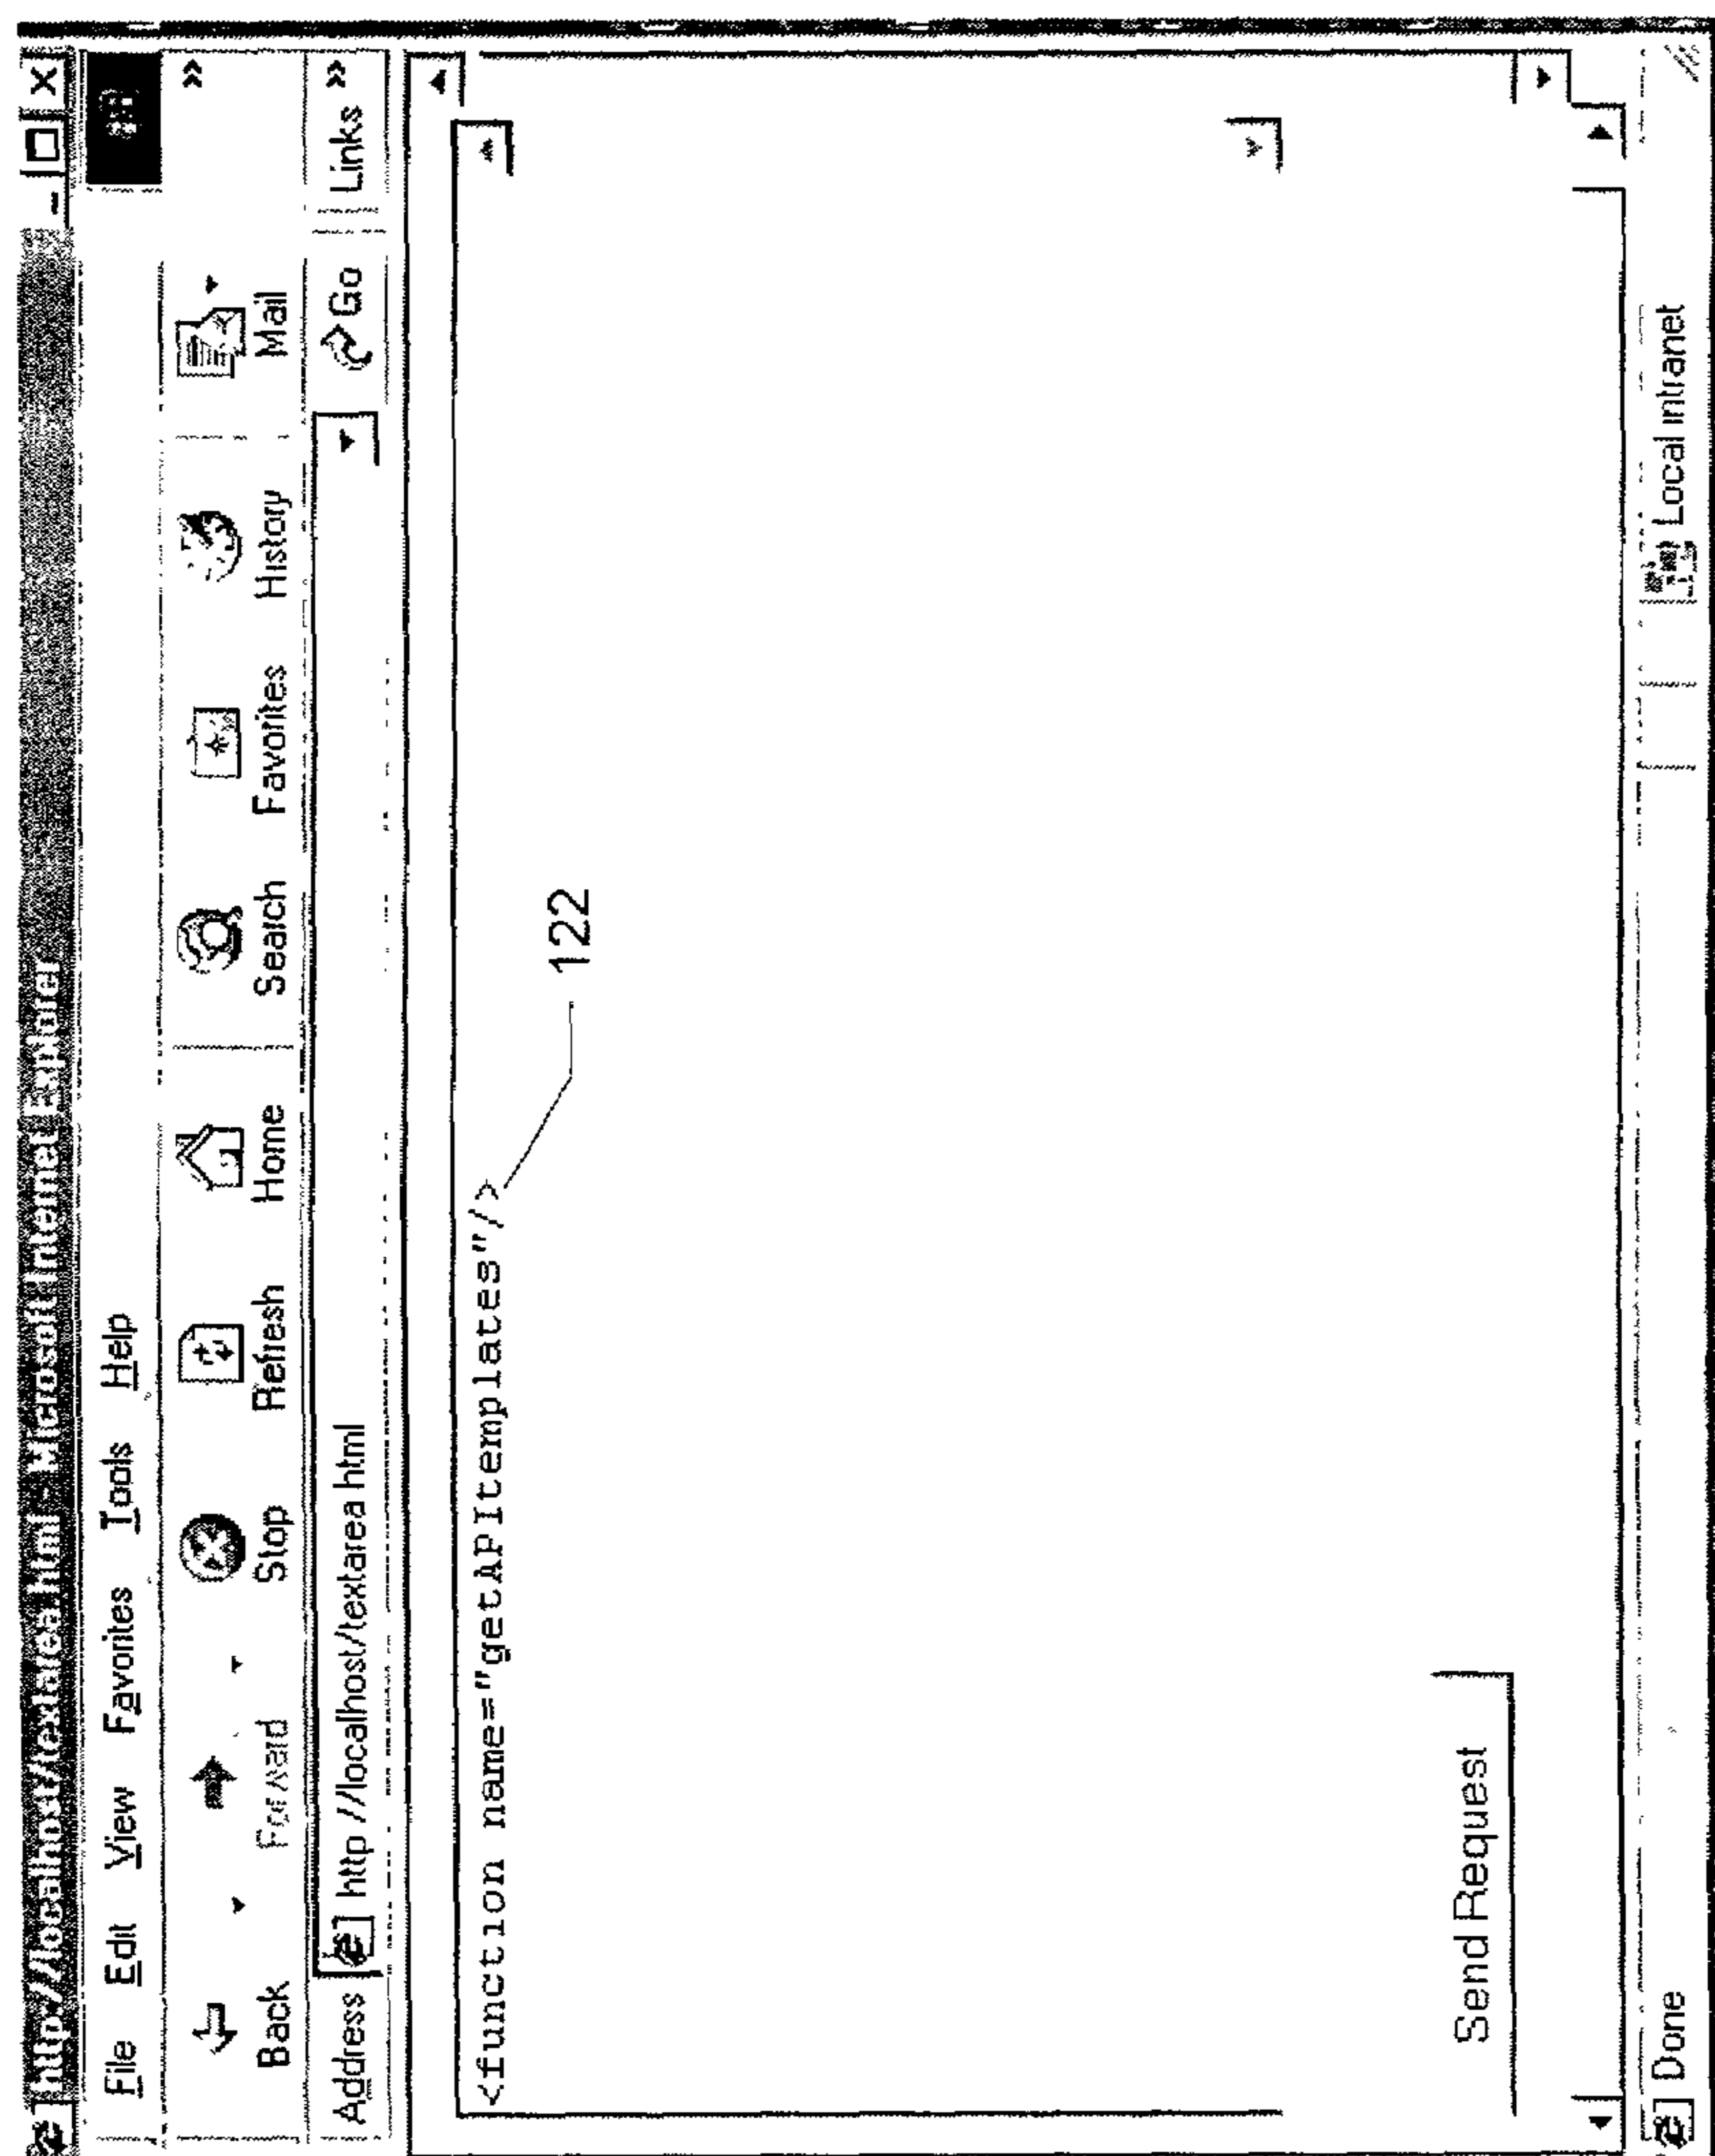 http://localhost/textarea.html - Microsoft Internet Explorer
File Edit View Favorites Tools Help
Back Forward Stop Refresh Home Search Favorites History Mail »
Address http //localhost/textarea html Go Links »
<function name="getAPItemplates"/>
122
Send Request
Done Local intranet